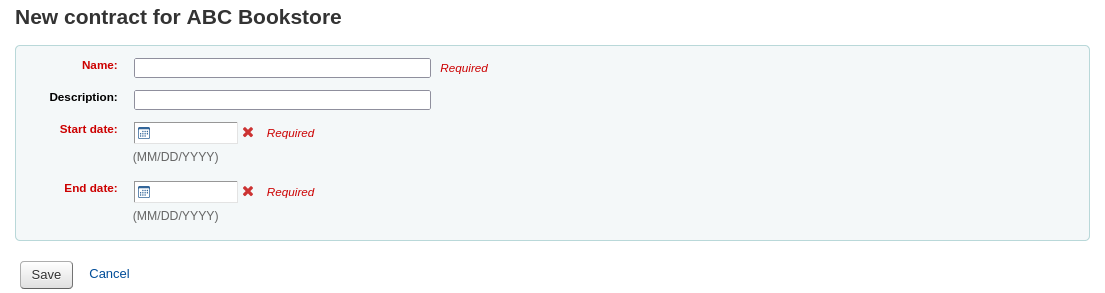 New contract for ABC Bookstore
Name: Required
Description:
Start date: Required
(MM/DD/YYYY)
End date: Required
(MM/DD/YYYY)
Save Cancel